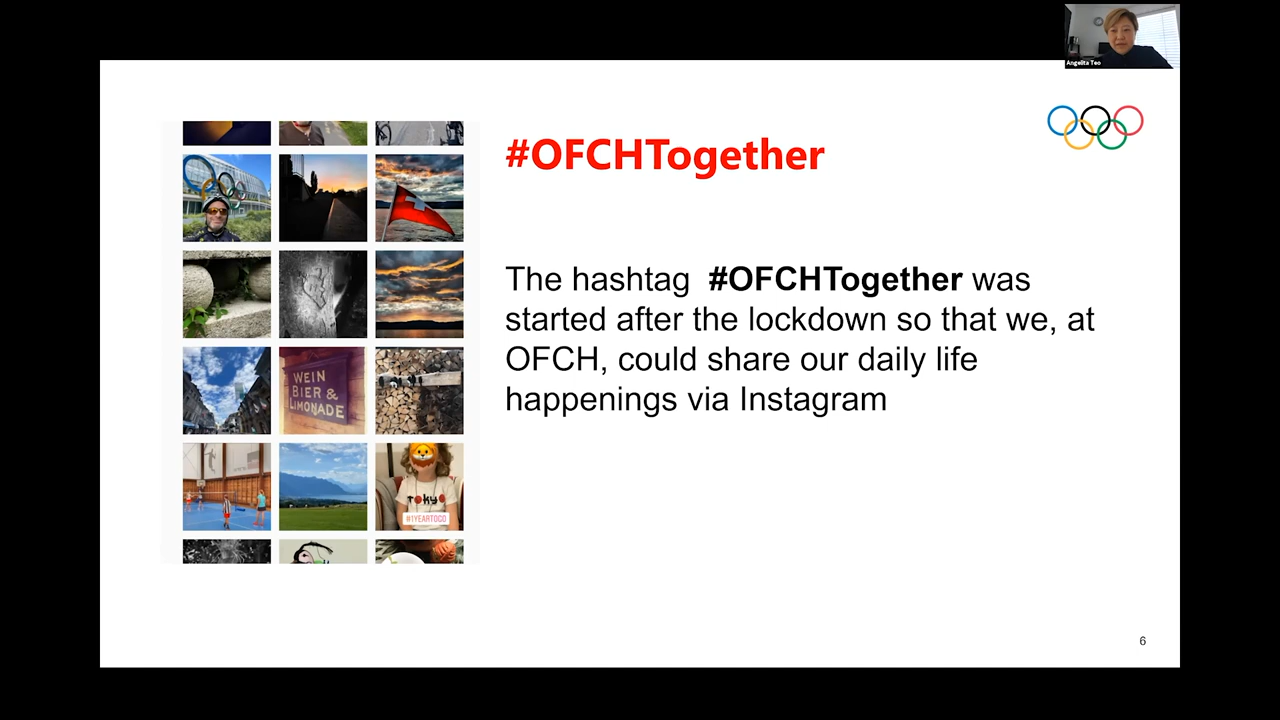 Angelita Teo
#OFCHTogether
The hashtag #OFCHTogether was
started after the lockdown so that we, at
OFCH, could share our daily life
happenings via Instagram
WEIN
BIER &
LIMONADE
TOKYO
#1YEARTOGO
6